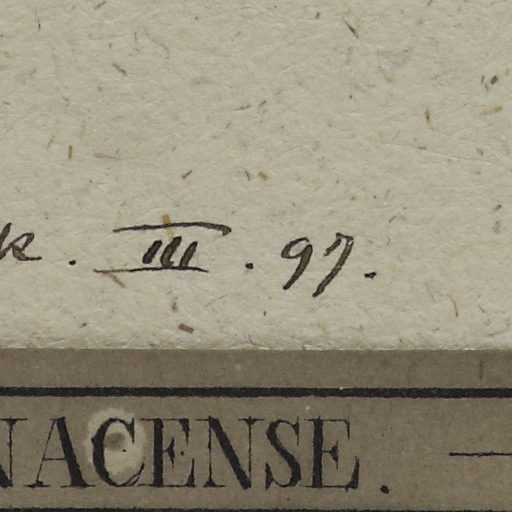 k. III. 97.
NACENSE. —